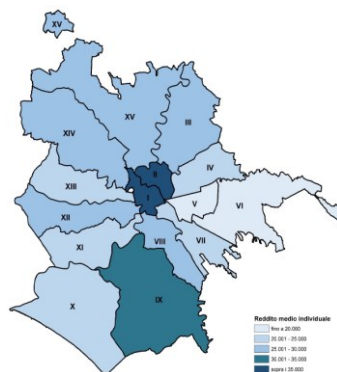 XV
XV
III
XIV
II
IV
XIII
I
V
VI
XII
VIII
VII
XI
IX
X
Reddito medio individuale
fino a 20.000
20.001 - 25.000
25.001 - 30.000
30.001 - 35.000
sopra i 35.000